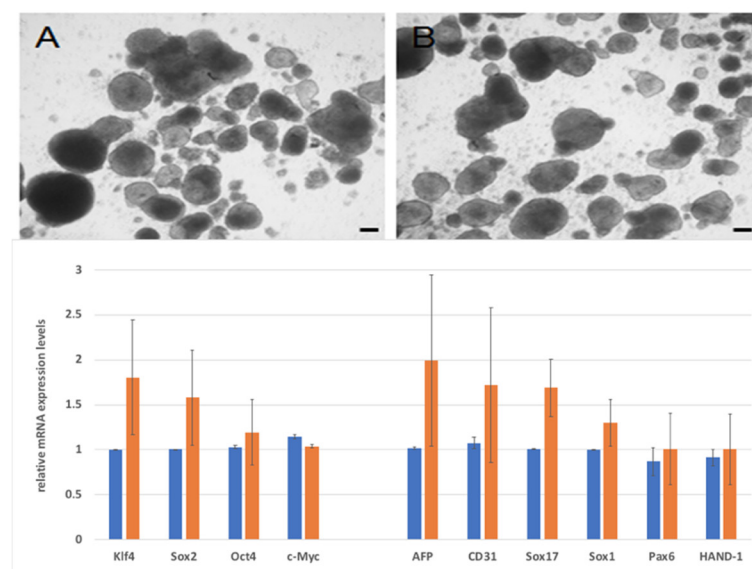 A
B
3
2.5
2
1.5
1
0.5
0
relative mRNA expression levels
Klf4 Sox2 Oct4 c-Myc AFP CD31 Sox17 Sox1 Pax6 HAND-1